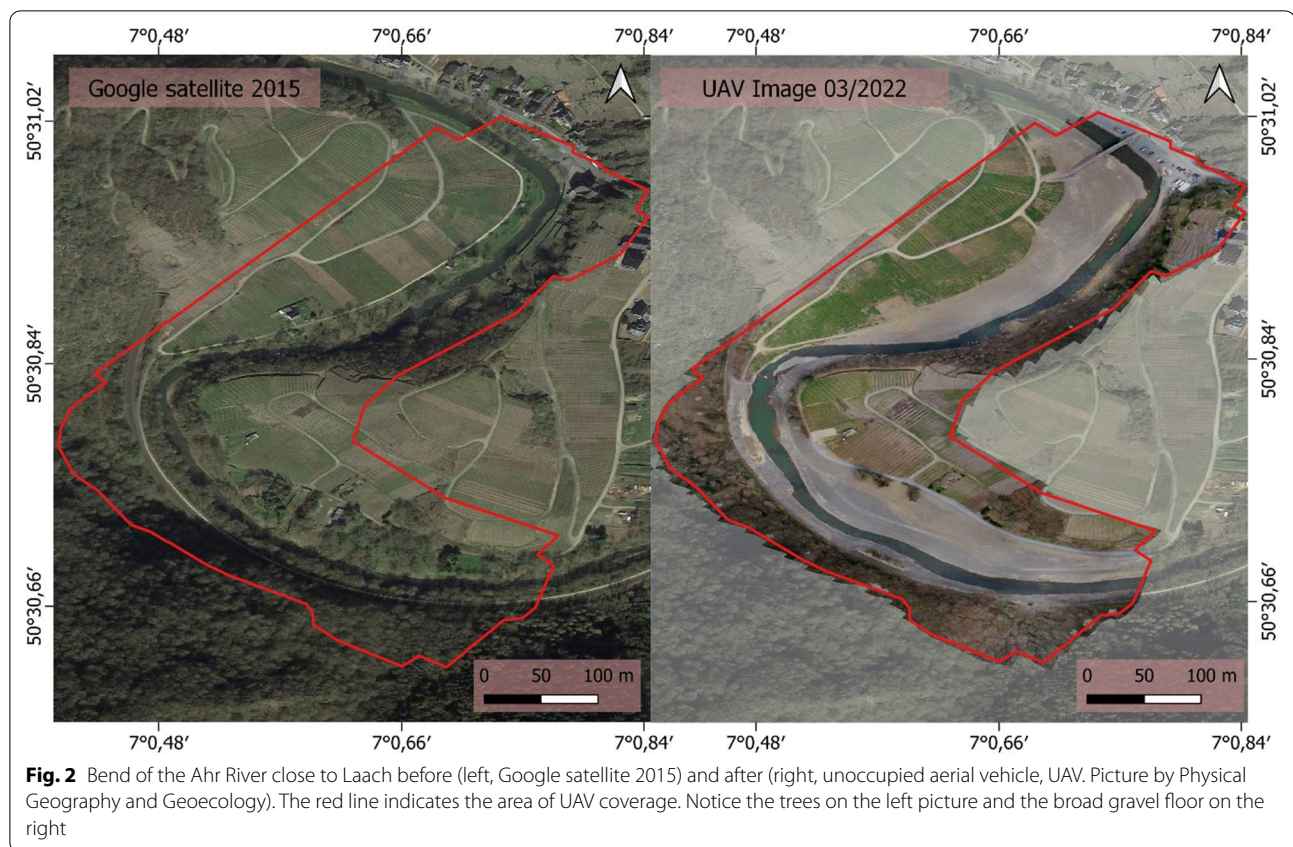 7°0,48′ 7°0,66′ 7°0,84′ 7°0,48′ 7°0,66′ 7°0,84′
Google satellite 2015
UAV Image 03/2022
50°31,02′
50°30,84′
50°30,66′
50°31,02′
50°30,84′
50°30,66′
0 50 100 m
0 50 100 m
7°0,48′ 7°0,66′ 7°0,84′ 7°0,48′ 7°0,66′ 7°0,84′
Fig. 2 Bend of the Ahr River close to Laach before (left, Google satellite 2015) and after (right, unoccupied aerial vehicle, UAV. Picture by Physical
Geography and Geoecology). The red line indicates the area of UAV coverage. Notice the trees on the left picture and the broad gravel floor on the
right